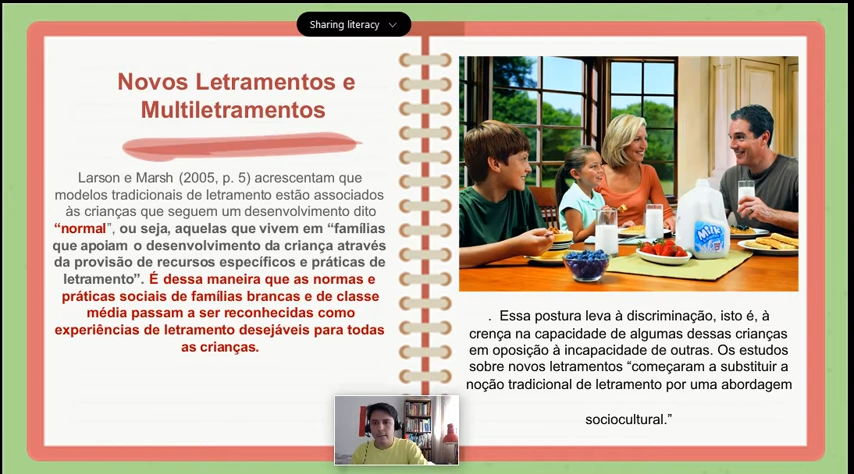 Sharing literacy
Novos Letramentos e
Multiletramentos
Larson e Marsh (2005, p. 5) acrescentam que
modelos tradicionais de letramento estão associados
às crianças que seguem um desenvolvimento dito
“normal”, ou seja, aquelas que vivem em “famílias
que apoiam o desenvolvimento da criança através
da provisão de recursos específicos e práticas de
letramento”. É dessa maneira que as normas e
práticas sociais de famílias brancas e de classe
média passam a ser reconhecidas como
experiências de letramento desejáveis para todas
as crianças.
Milk
. Essa postura leva à discriminação, isto é, à
crença na capacidade de algumas dessas crianças
em oposição à incapacidade de outras. Os estudos
sobre novos letramentos “começaram a substituir a
noção tradicional de letramento por uma abordagem
sociocultural.”